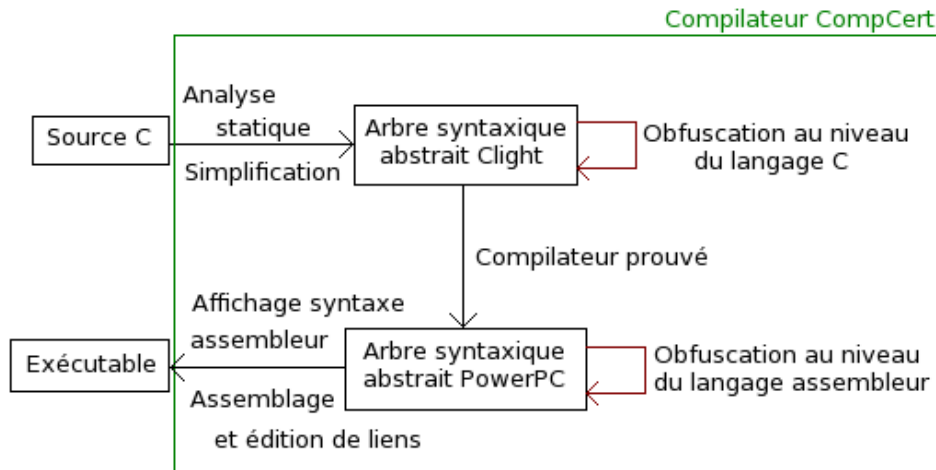 Compilateur CompCert
Source C
Analyse
statique
Simplification
Arbre syntaxique
abstrait Clight
Obfuscation au niveau
du langage C
Compilateur prouvé
Affichage syntaxe
assembleur
Exécutable
Assemblage
et édition de liens
Arbre syntaxique
abstrait PowerPC
Obfuscation au niveau
du langage assembleur